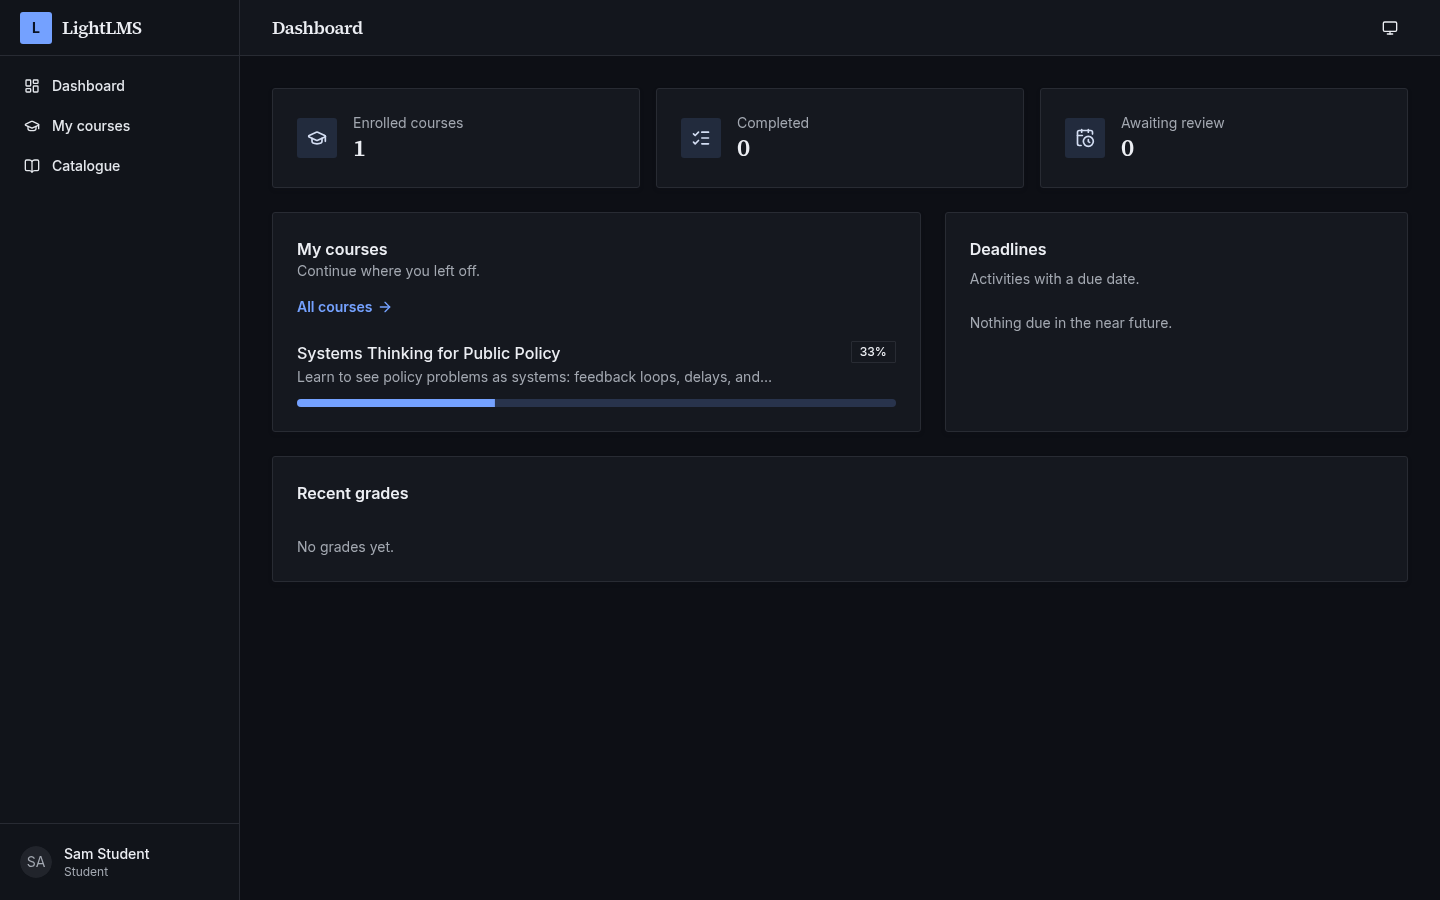 L
LightLMS
Dashboard
Dashboard
My courses
Catalogue
Enrolled courses
1
Completed
0
Awaiting review
0
My courses
Continue where you left off.
All courses
Systems Thinking for Public Policy
33%
Learn to see policy problems as systems: feedback loops, delays, and...
Deadlines
Activities with a due date.
Nothing due in the near future.
Recent grades
No grades yet.
SA
Sam Student
Student